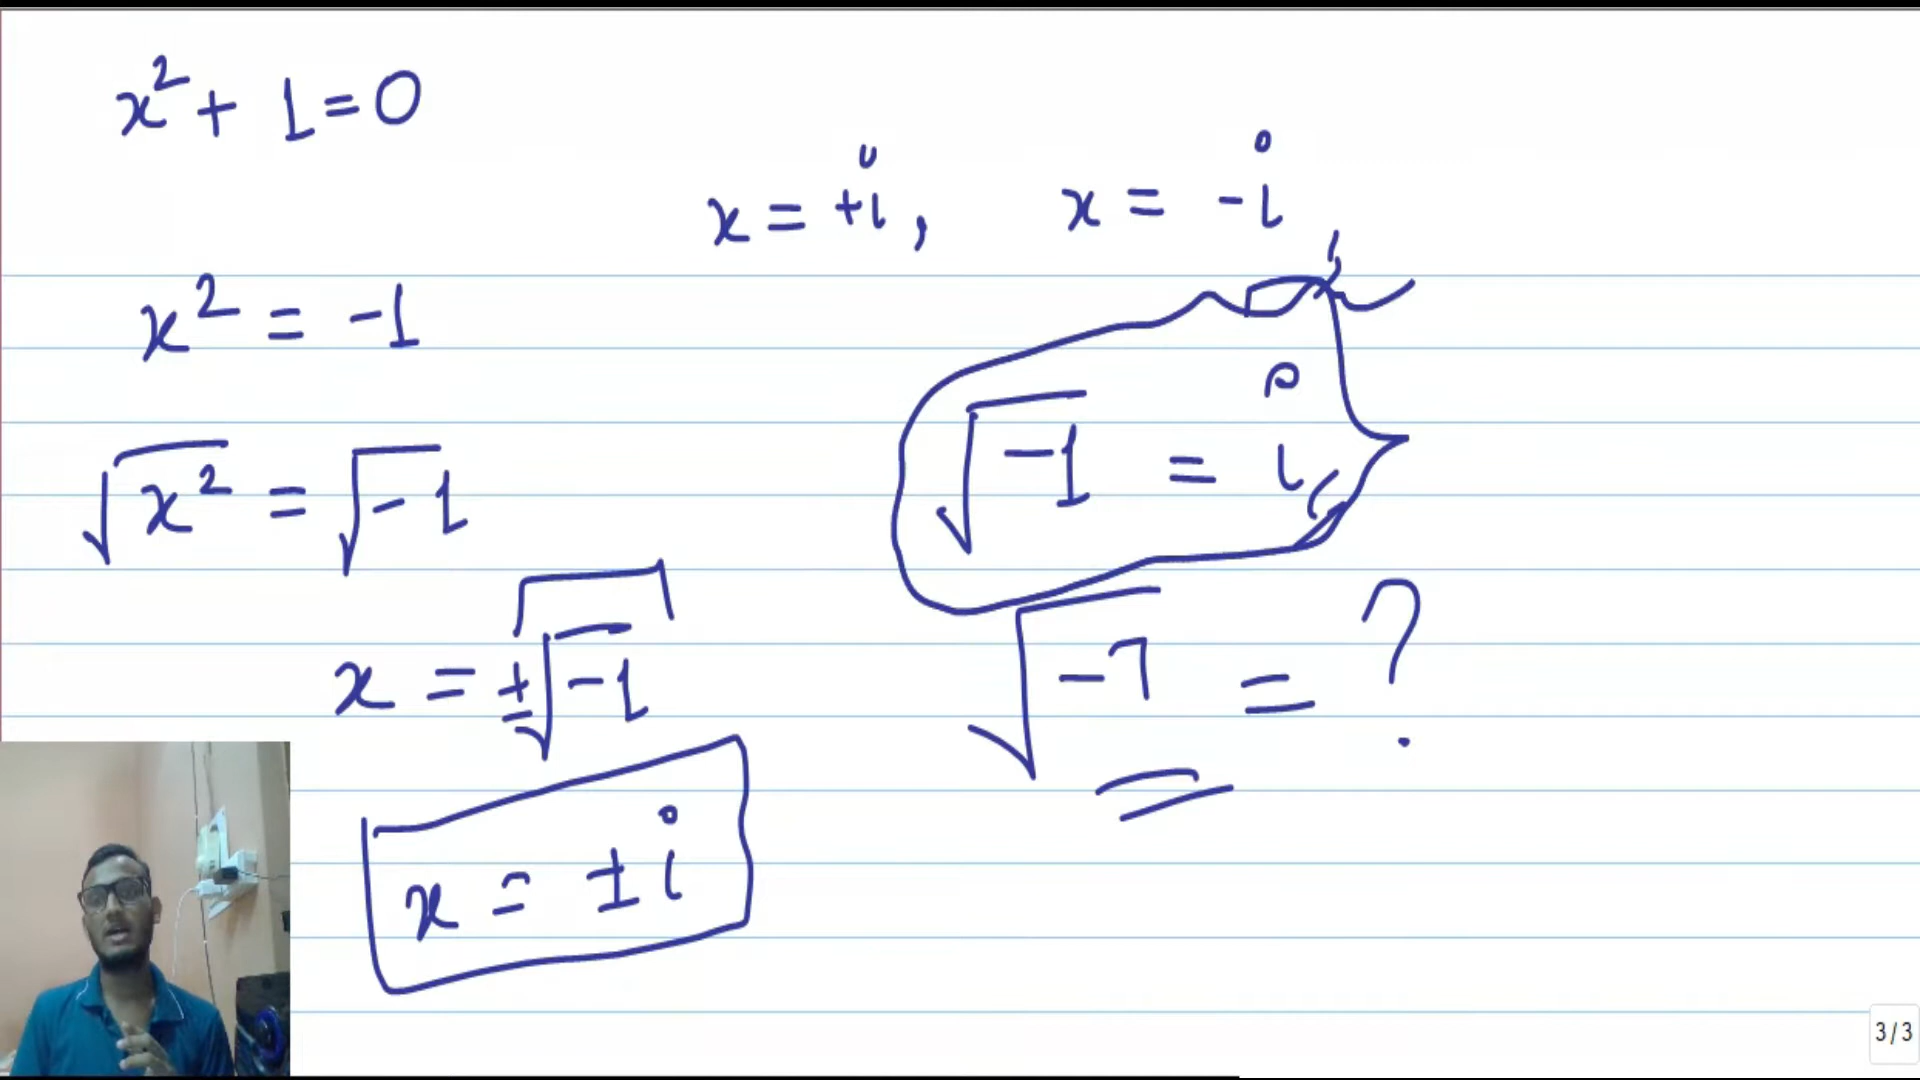 x² + 1 = 0
x = +i, x = -i
x² = -1
√x² = √-1
√-1 = i
x = ±√-1
√-7 = ?
x = ±i
3/3